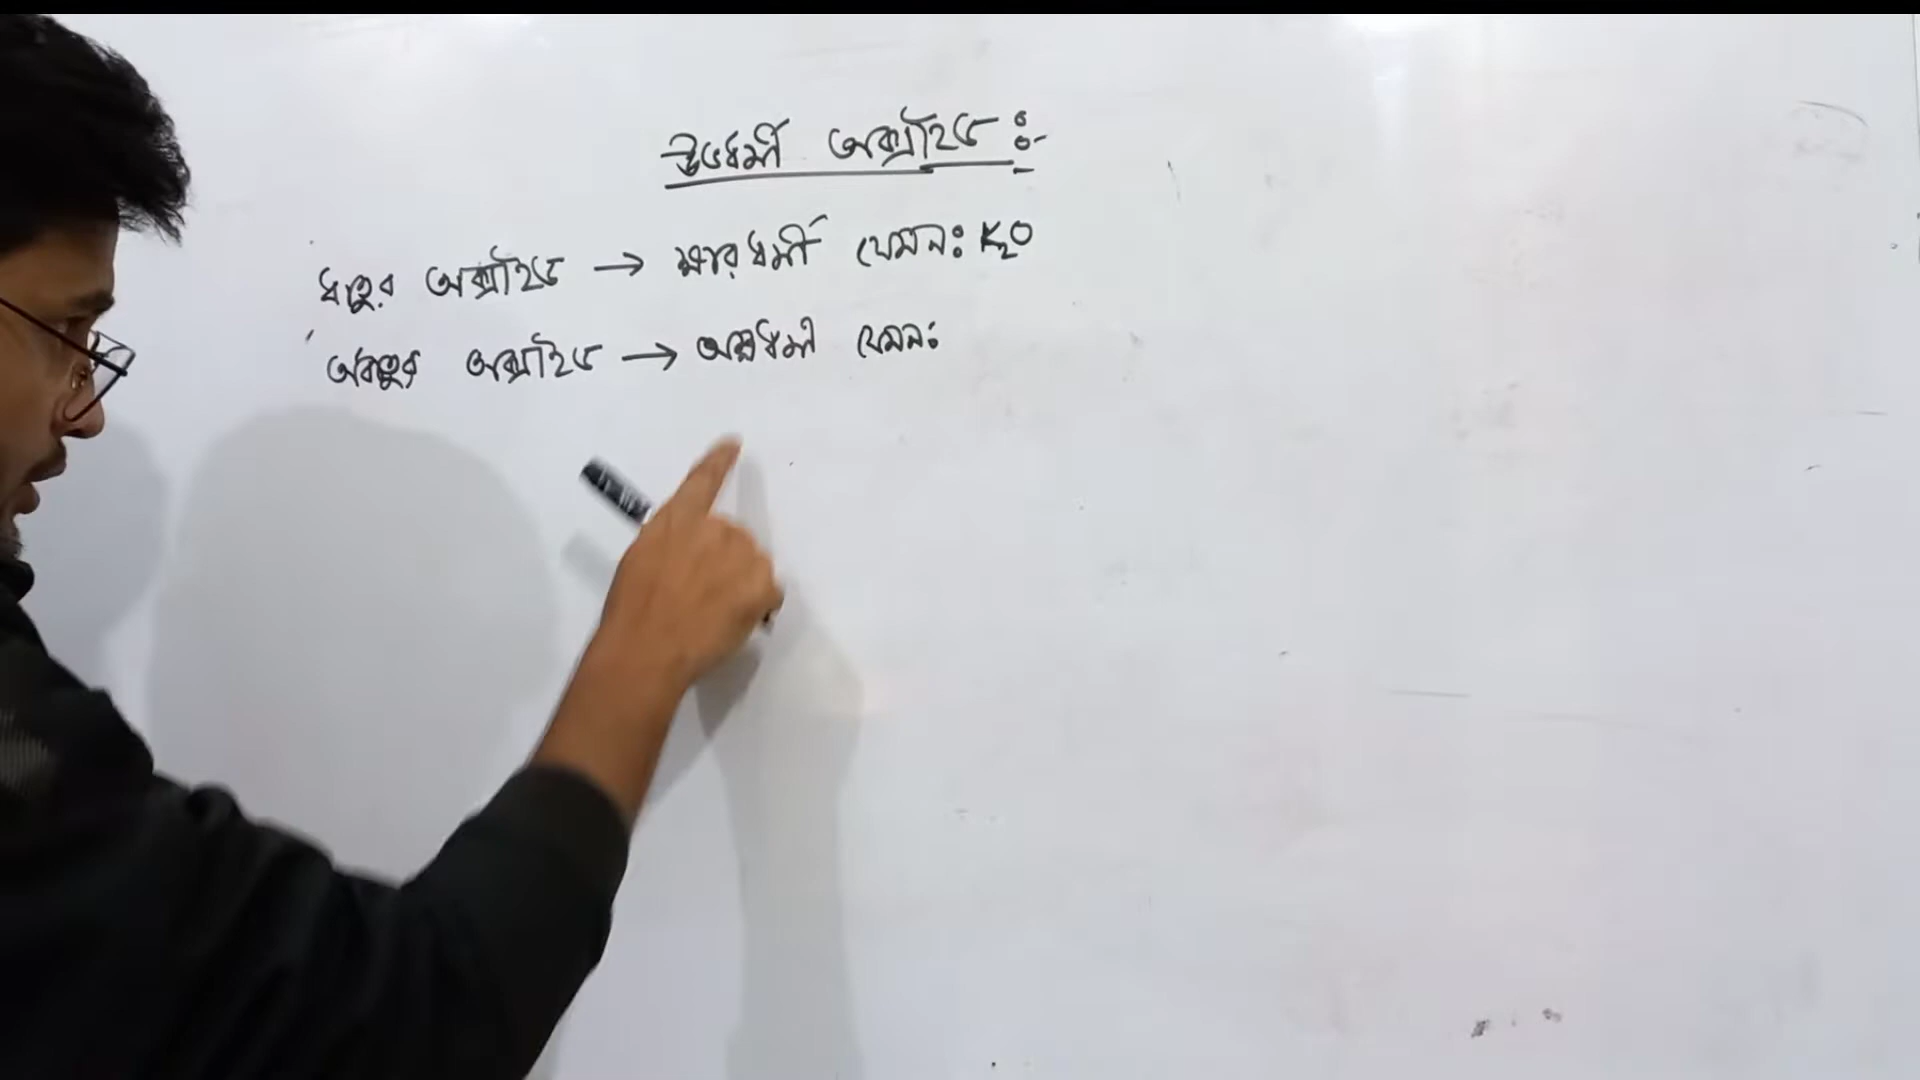 উভধর্মী অক্সাইড :-
ধাতুর অক্সাইড → ক্ষারধর্মী যেমনঃ K₂O
অধাতুর অক্সাইড → অম্লধর্মী যেমনঃ